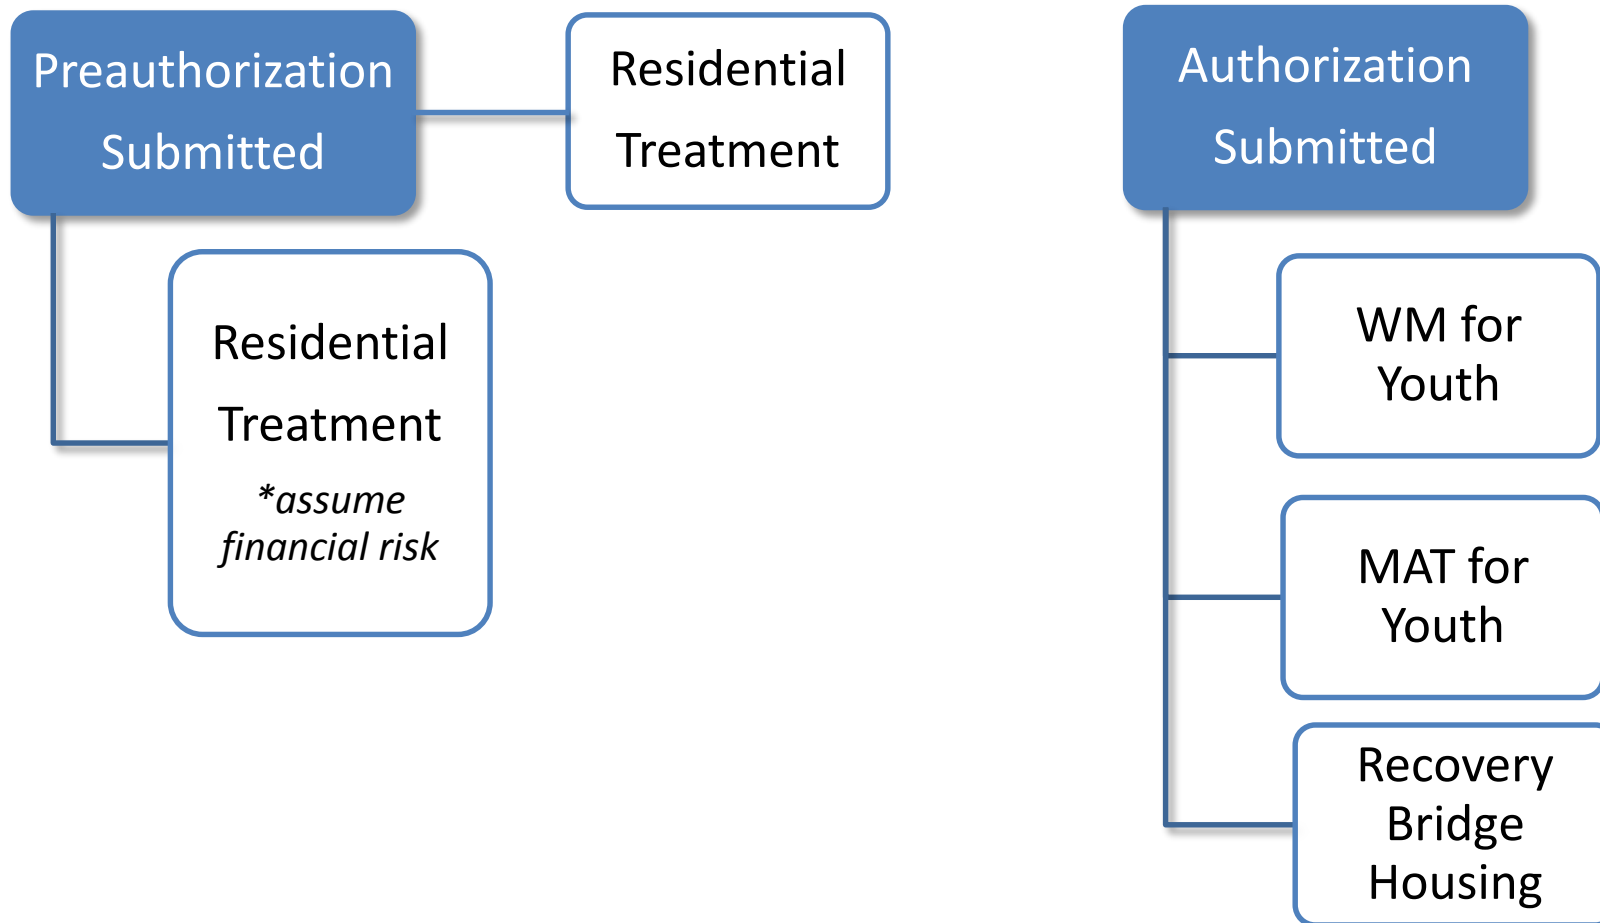 Preauthorization
Submitted
Residential
Treatment
Residential
Treatment
*assume
financial risk
Authorization
Submitted
WM for
Youth
MAT for
Youth
Recovery
Bridge
Housing